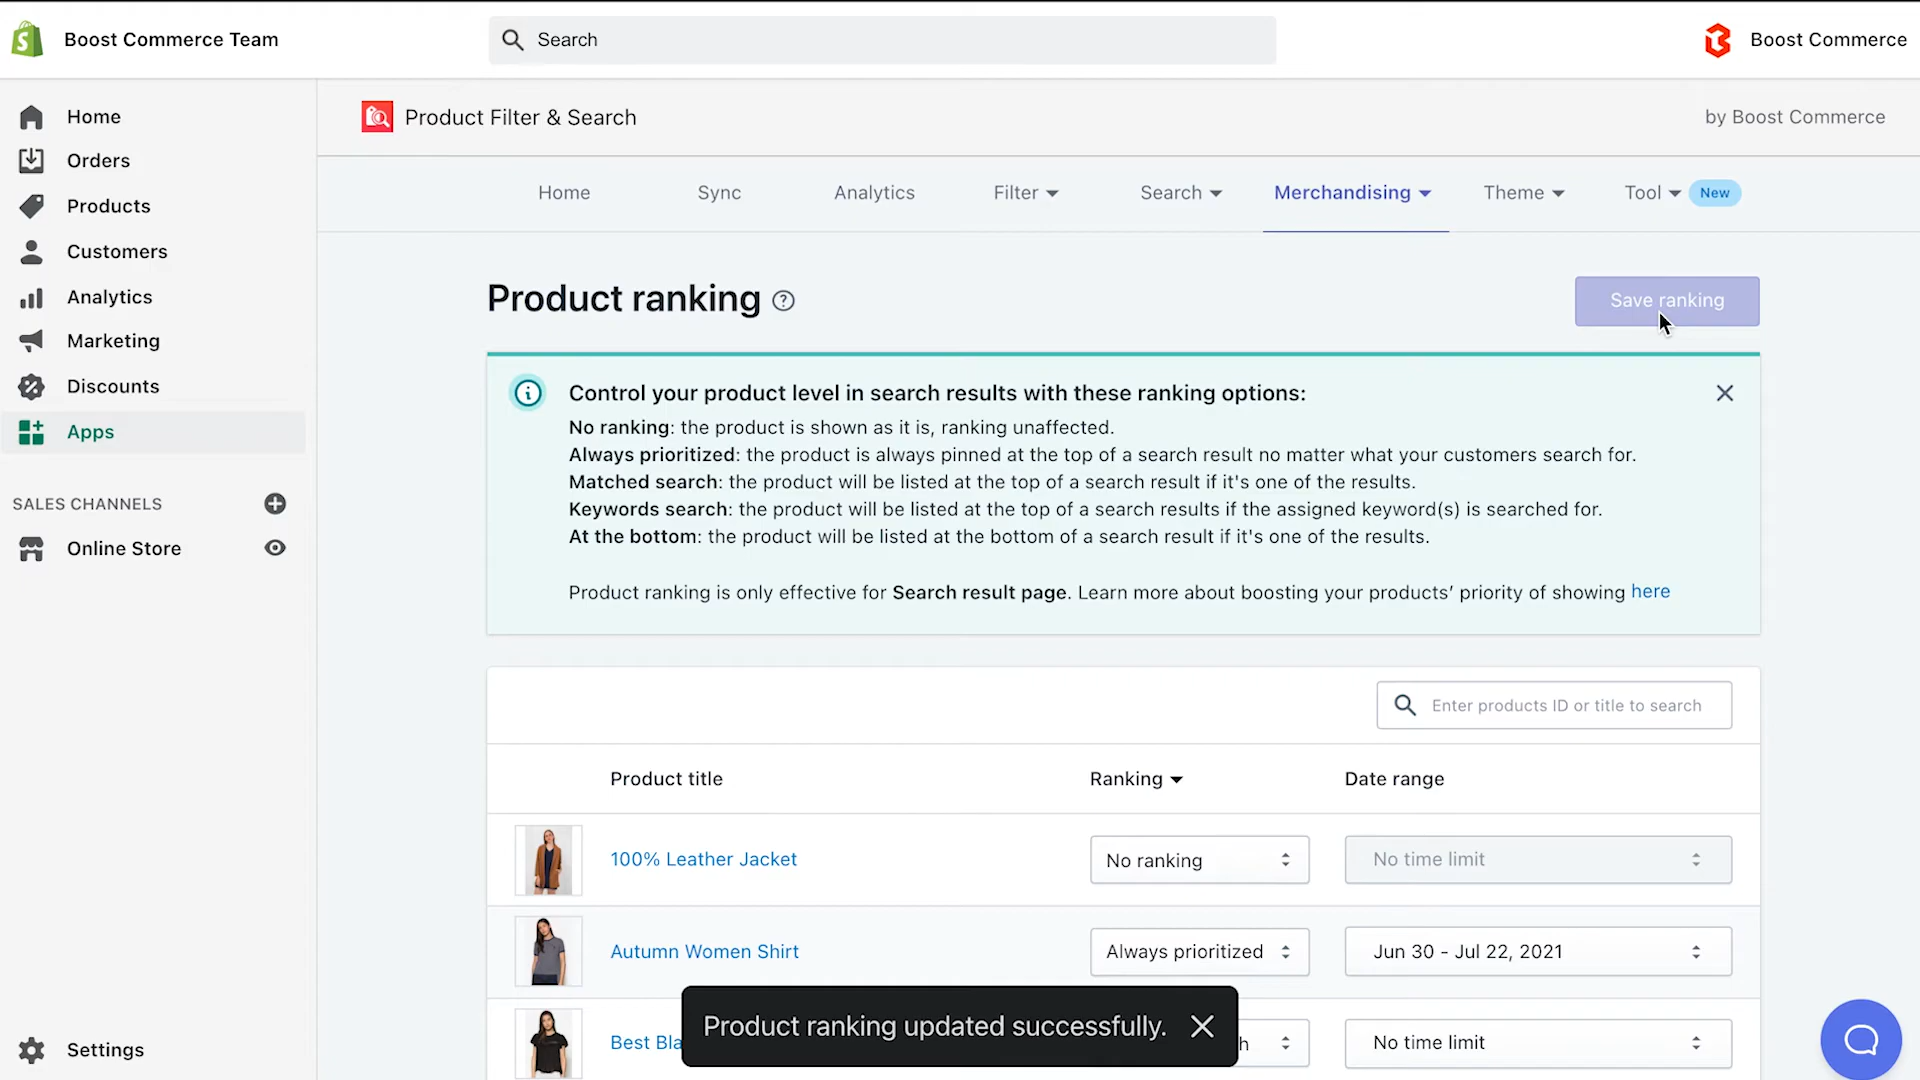 Boost Commerce Team
Search
Boost Commerce
Home
Orders
Products
Customers
Analytics
Marketing
Discounts
Apps
SALES CHANNELS
Online Store
Settings
Product Filter & Search
by Boost Commerce
Home Sync Analytics Filter Search Merchandising Theme Tool New
Product ranking
Save ranking
Control your product level in search results with these ranking options:
No ranking: the product is shown as it is, ranking unaffected.
Always prioritized: the product is always pinned at the top of a search result no matter what your customers search for.
Matched search: the product will be listed at the top of a search result if it's one of the results.
Keywords search: the product will be listed at the top of a search results if the assigned keyword(s) is searched for.
At the bottom: the product will be listed at the bottom of a search result if it's one of the results.
Product ranking is only effective for Search result page. Learn more about boosting your products’ priority of showing here
Enter products ID or title to search
Product title Ranking Date range
100% Leather Jacket No ranking No time limit
Autumn Women Shirt Always prioritized Jun 30 - Jul 22, 2021
Best No time limit
Product ranking updated successfully.